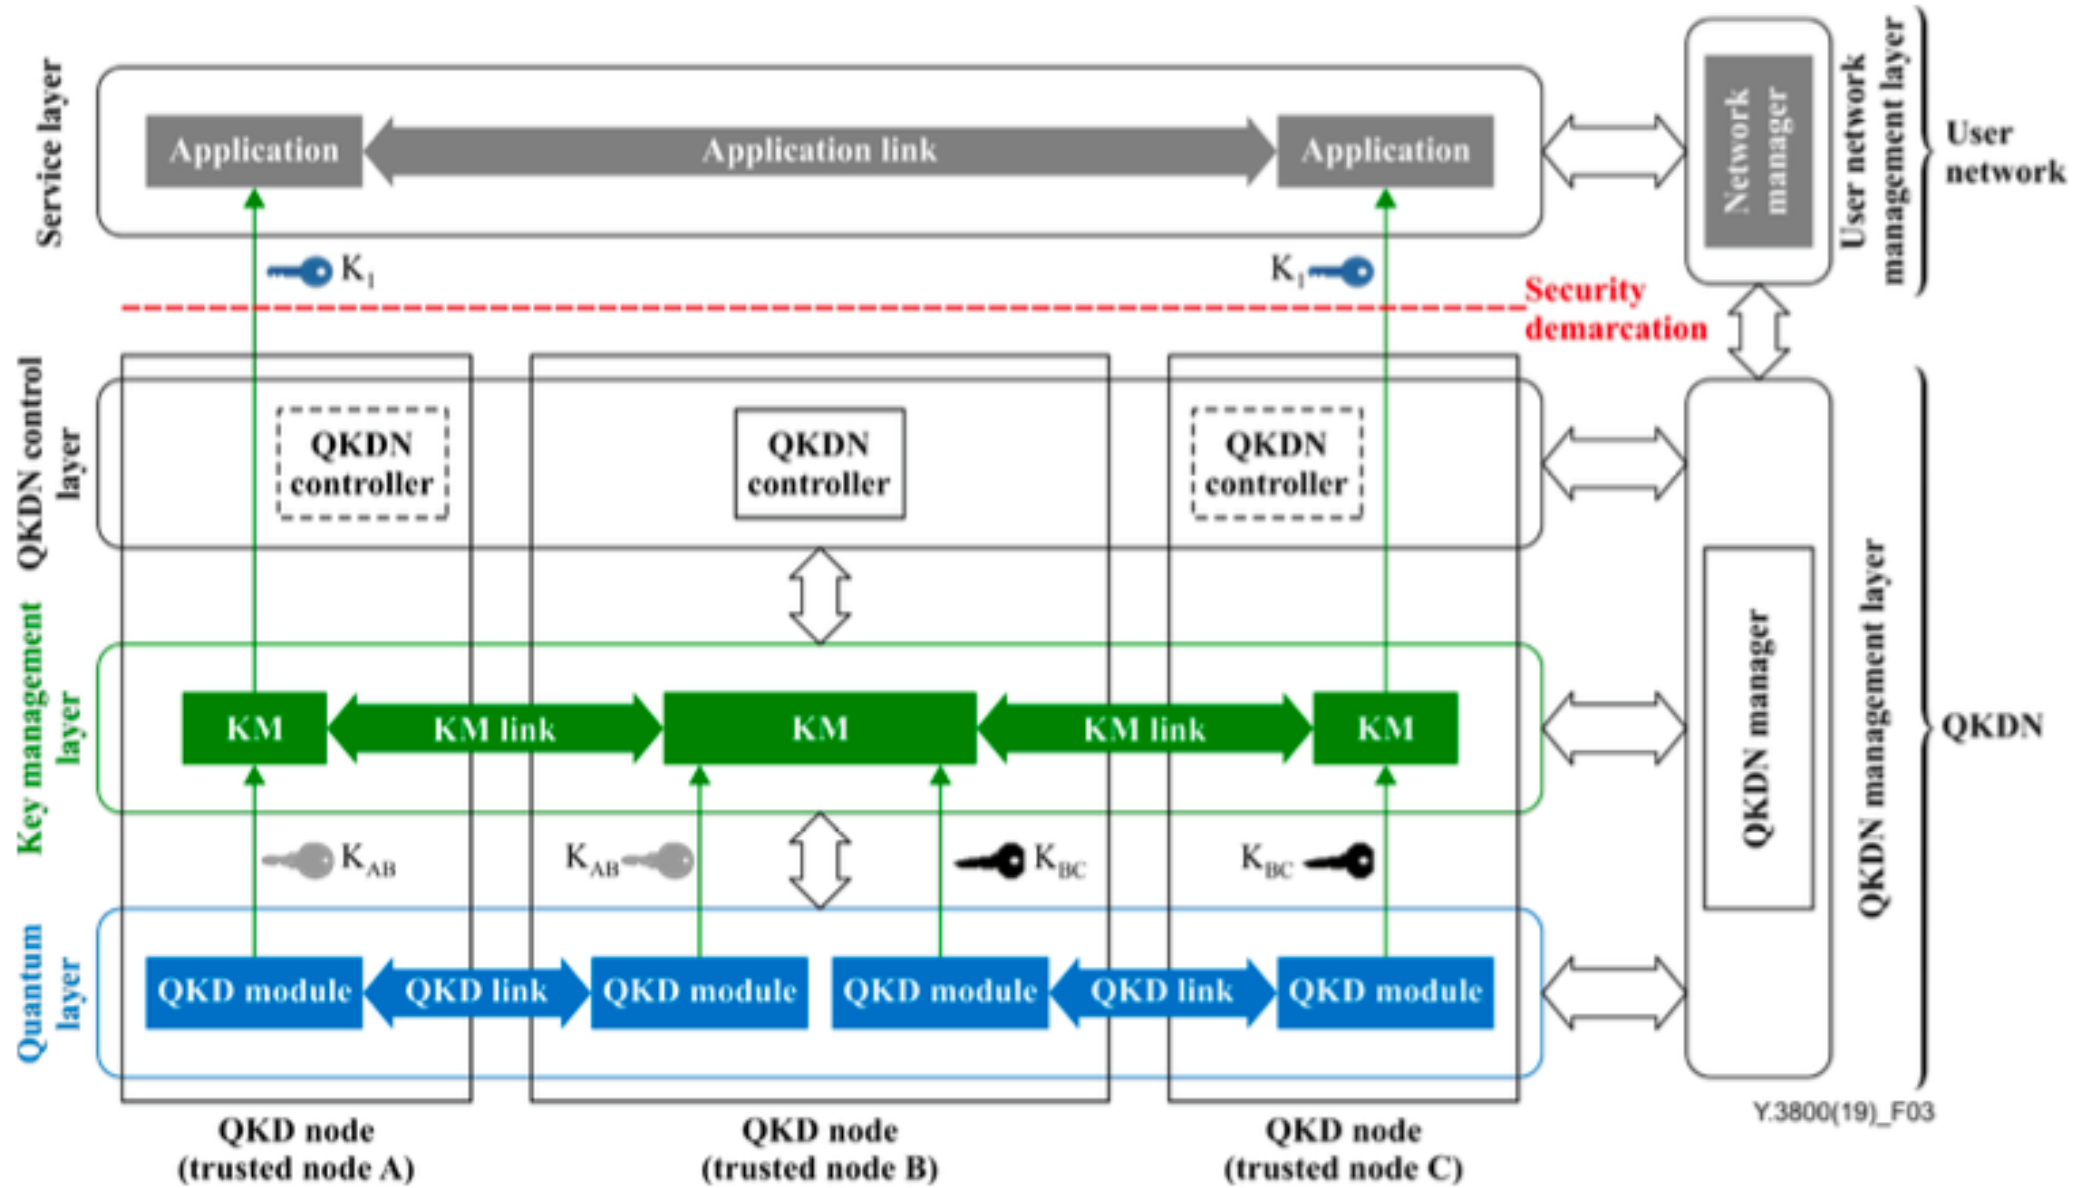 Service layer
Application
Application link
Application
Network
manager
User network
management layer
User
network
K1
K1
Security
demarcation
QKDN control
layer
QKDN
controller
QKDN
controller
QKDN
controller
Key management
layer
KM
KM link
KM
KM link
KM
QKDN manager
QKDN management layer
QKDN
KAB
KAB
KBC
KBC
Quantum
layer
QKD module
QKD link
QKD module
QKD module
QKD link
QKD module
Y.3800(19)_F03
QKD node
(trusted node A)
QKD node
(trusted node B)
QKD node
(trusted node C)